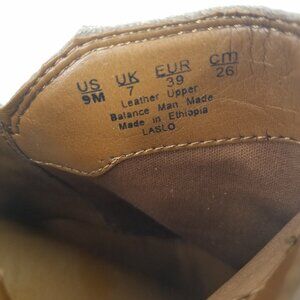 US UK EUR cm
9M 7 39 26
Leather Upper
Balance Man Made
Made in Ethiopia
LASLO